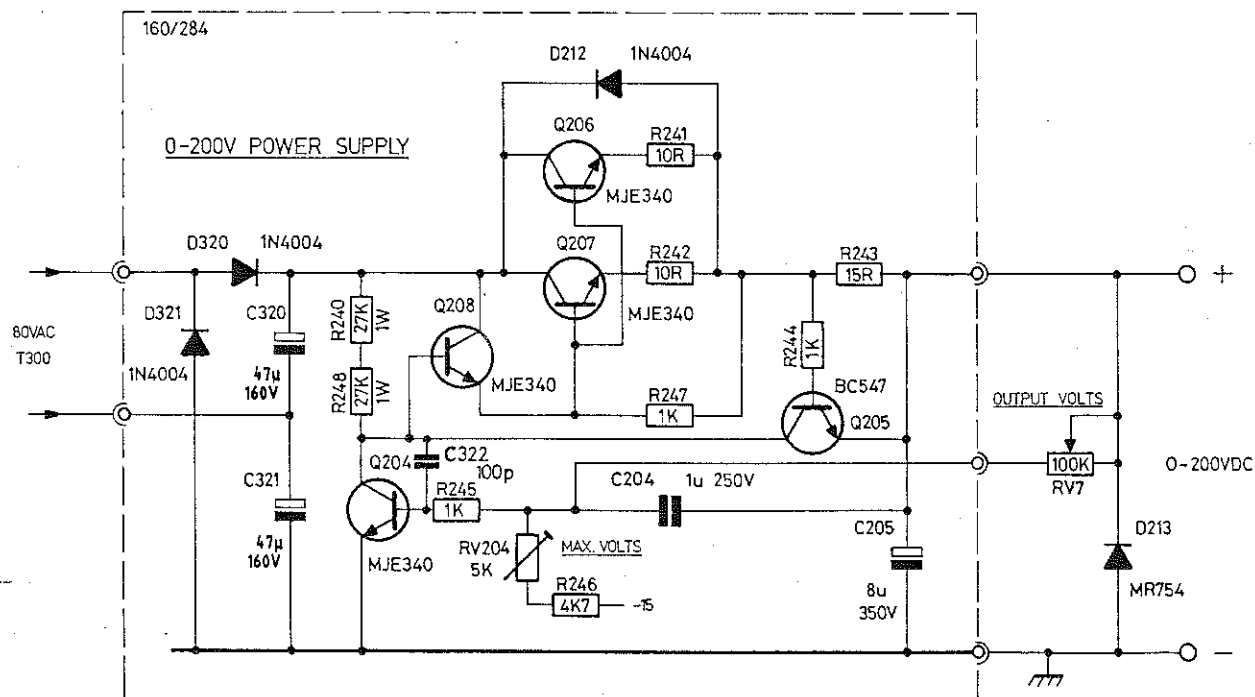 160/284
D212
1N4004
0-200V POWER SUPPLY
Q206
R241
10R
MJE340
D320
1N4004
Q207
R242
10R
R243
15R
+
D321
C320
R240
27K
1W
Q208
MJE340
R244
1K
80VAC
T300
1N4004
47µ
160V
R248
27K
1W
MJE340
R247
1K
BC547
Q205
OUTPUT VOLTS
Q204
C322
100p
C204
1u 250V
100K
RV7
0-200VDC
C321
R245
1K
C205
D213
47µ
160V
MJE340
RV204
5K
MAX. VOLTS
R246
4K7
-15
8u
350V
MR754
-